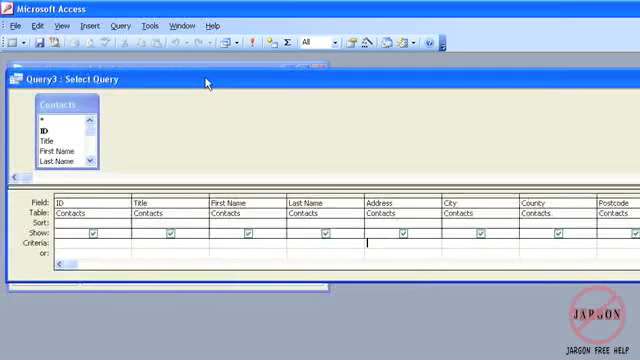 Microsoft Access
File Edit View Insert Query Tools Window Help
All
Query3 : Select Query
Contacts
*
ID
Title
First Name
Last Name
Field: ID Title First Name Last Name Address City County Postcode
Table: Contacts Contacts Contacts Contacts Contacts Contacts Contacts Contacts
Sort:
Show:
Criteria:
or:
JARGON
JARGON FREE HELP